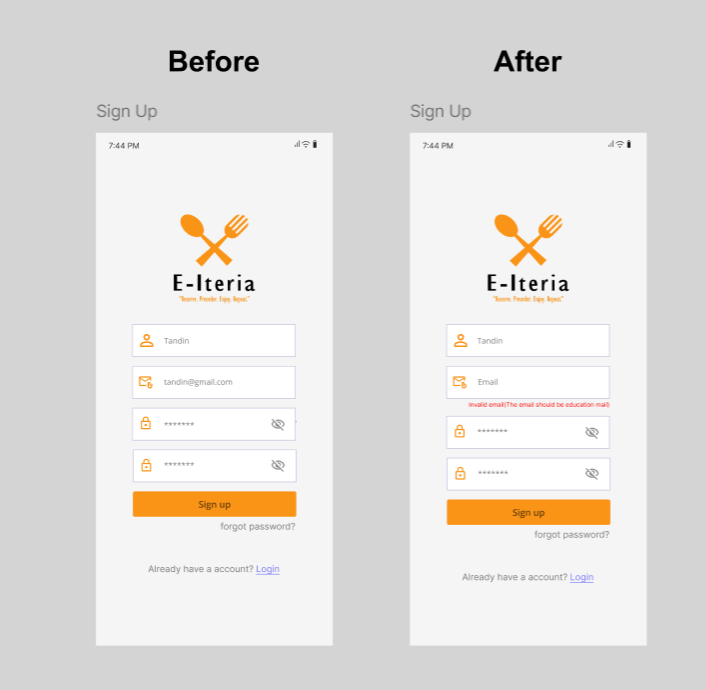 Before
After
Sign Up
Sign Up
7:44 PM
7:44 PM
E-Iteria
"Reserve. Preorder. Enjoy. Repeat."
E-Iteria
"Reserve. Preorder. Enjoy. Repeat."
Tandin
tandin@gmail.com
*******
*******
Sign up
forgot password?
Already have a account? Login
Tandin
Email
Invalid email(The email should be education mail)
*******
*******
Sign up
forgot password?
Already have a account? Login